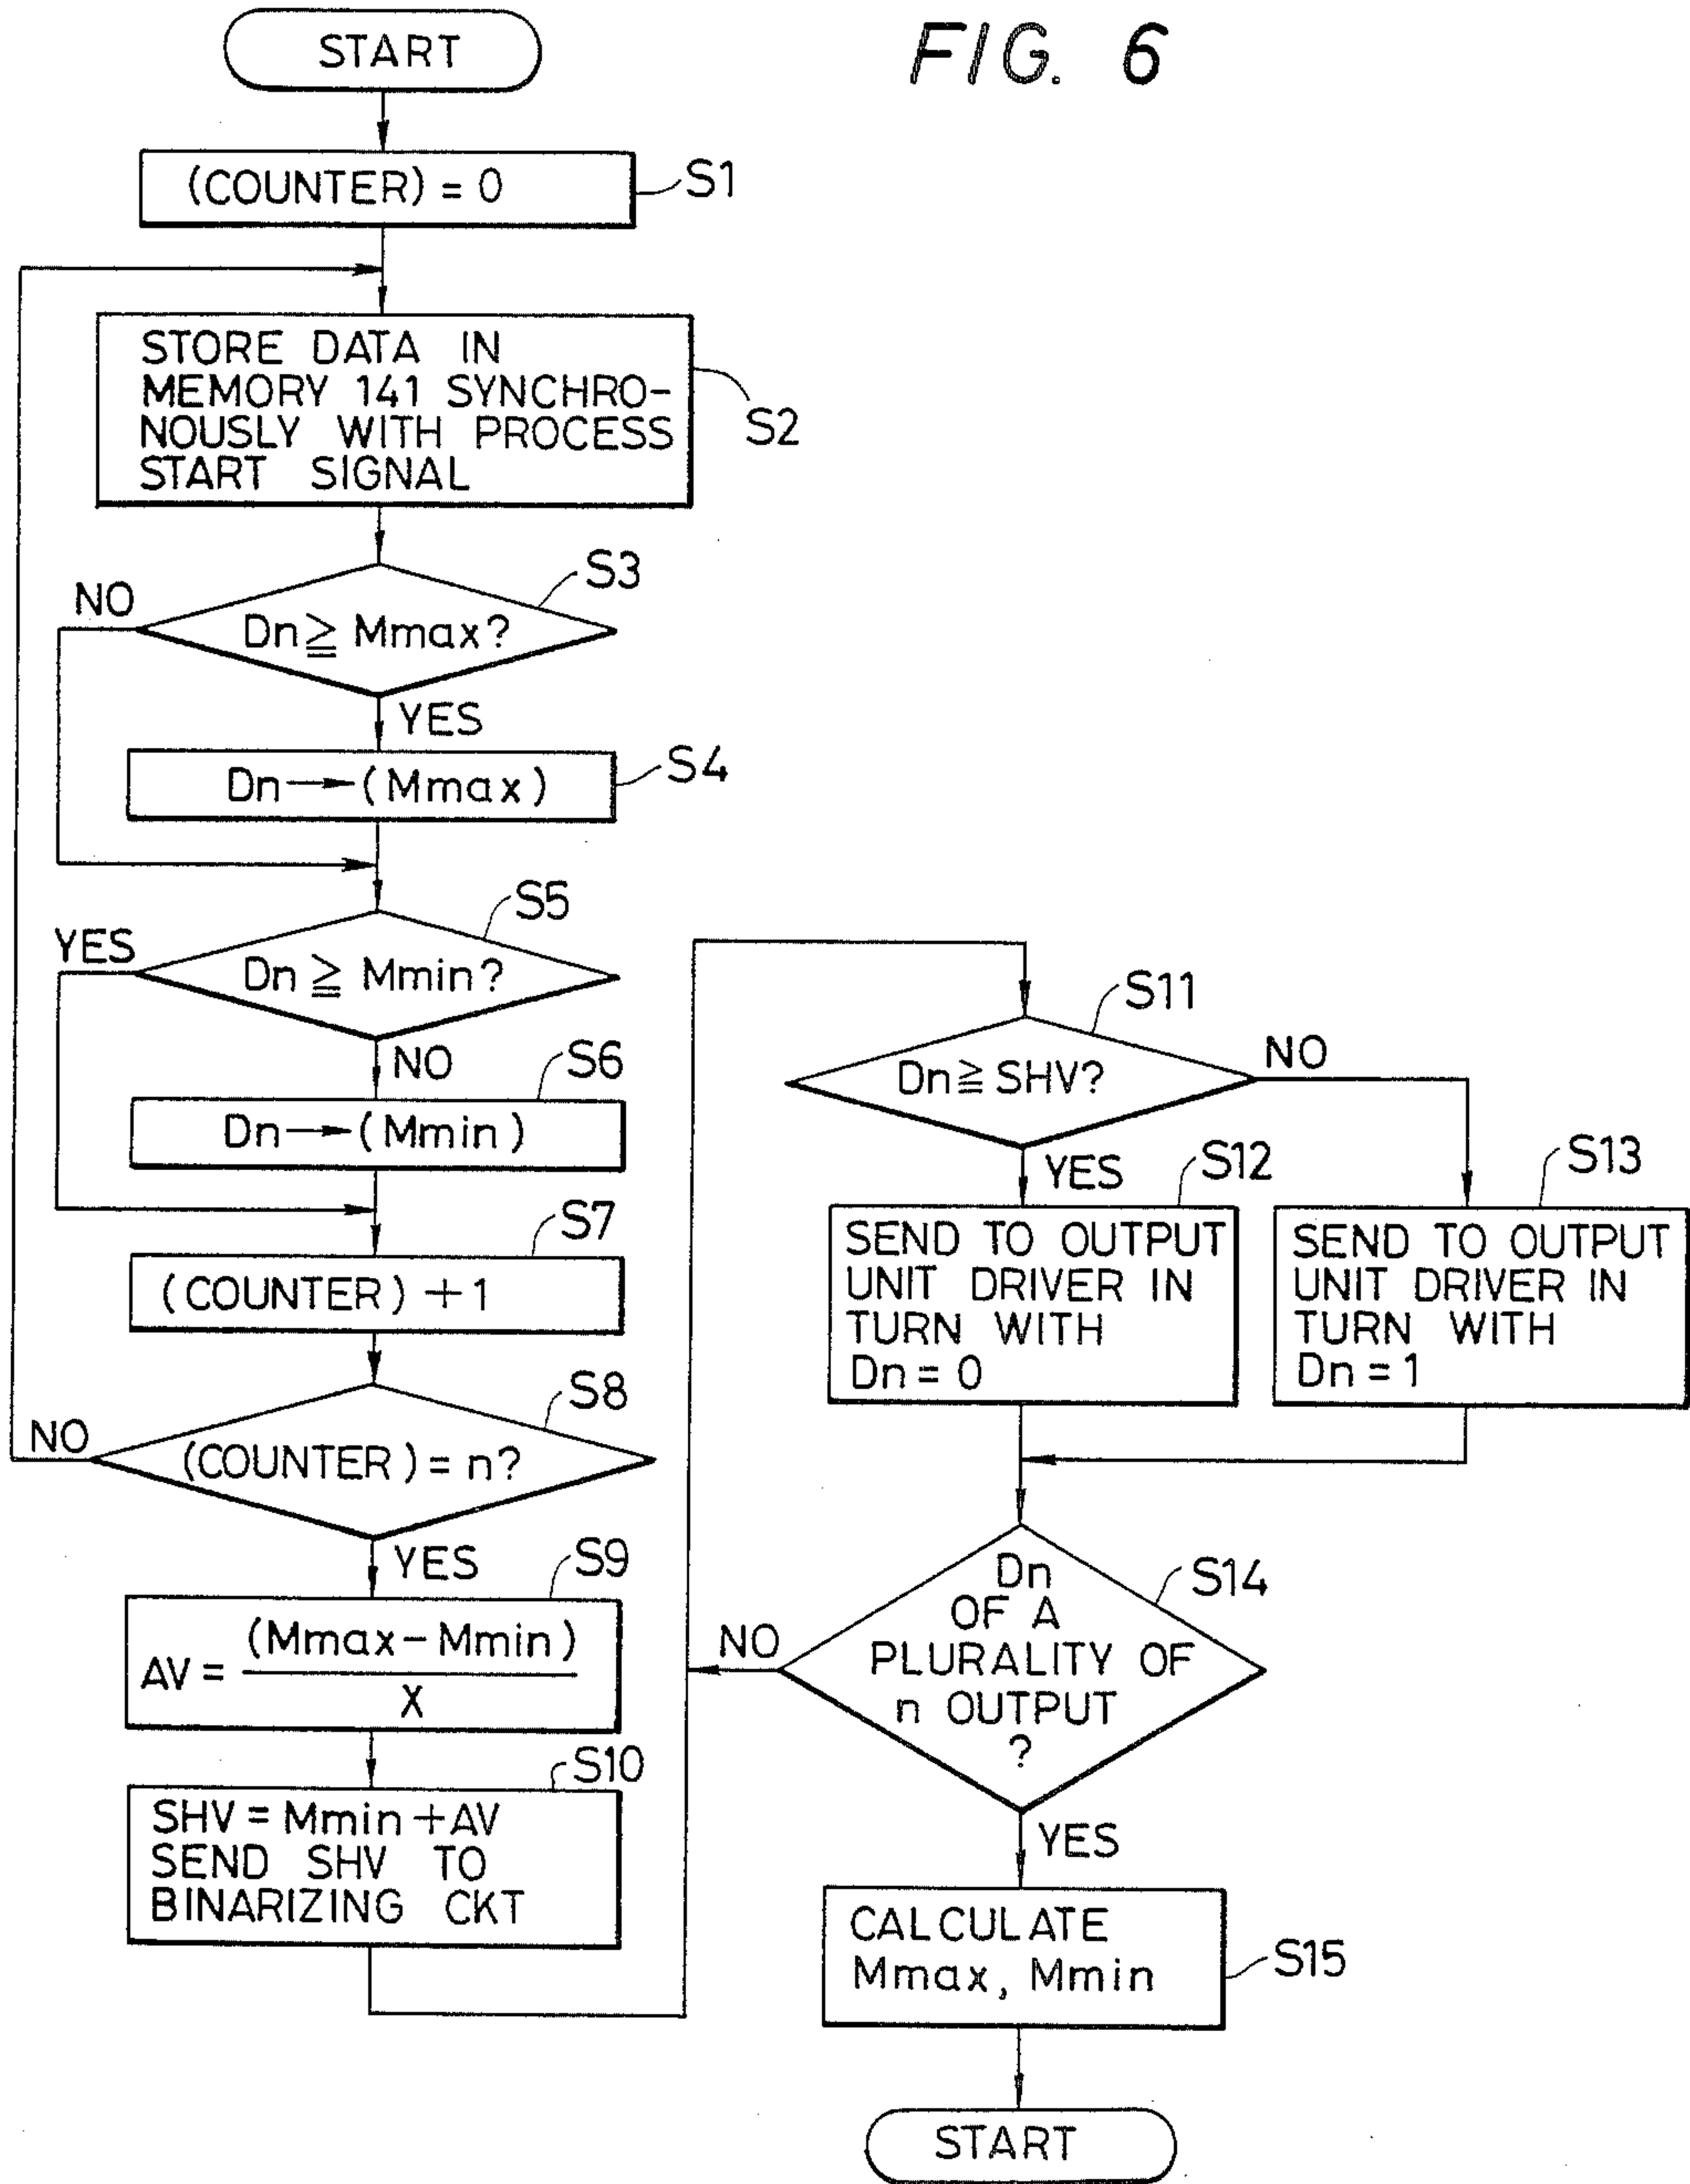 FIG. 6
START
(COUNTER) = 0
S1
STORE DATA IN
MEMORY 141 SYNCHRO-
NOUSLY WITH PROCESS
START SIGNAL
S2
S3
NO
Dn ≧ Mmax?
YES
Dn → (Mmax)
S4
S5
YES
Dn ≧ Mmin?
NO
S6
Dn → (Mmin)
S7
(COUNTER) + 1
S8
NO
(COUNTER) = n?
YES
S9
AV = (Mmax - Mmin)
X
S10
SHV = Mmin + AV
SEND SHV TO
BINARIZING CKT
S11
Dn ≧ SHV?
NO
YES
S12
SEND TO OUTPUT
UNIT DRIVER IN
TURN WITH
Dn = 0
S13
SEND TO OUTPUT
UNIT DRIVER IN
TURN WITH
Dn = 1
S14
Dn
OF A
PLURALITY OF
n OUTPUT
?
NO
YES
CALCULATE
Mmax, Mmin
S15
START